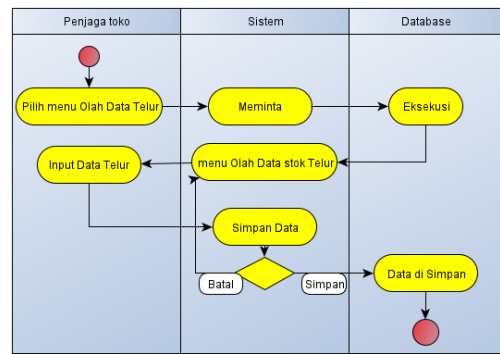 Penjaga toko
Sistem
Database
Pilih menu Olah Data Telur
Meminta
Eksekusi
Input Data Telur
menu Olah Data stok Telur
Simpan Data
Batal
Simpan
Data di Simpan